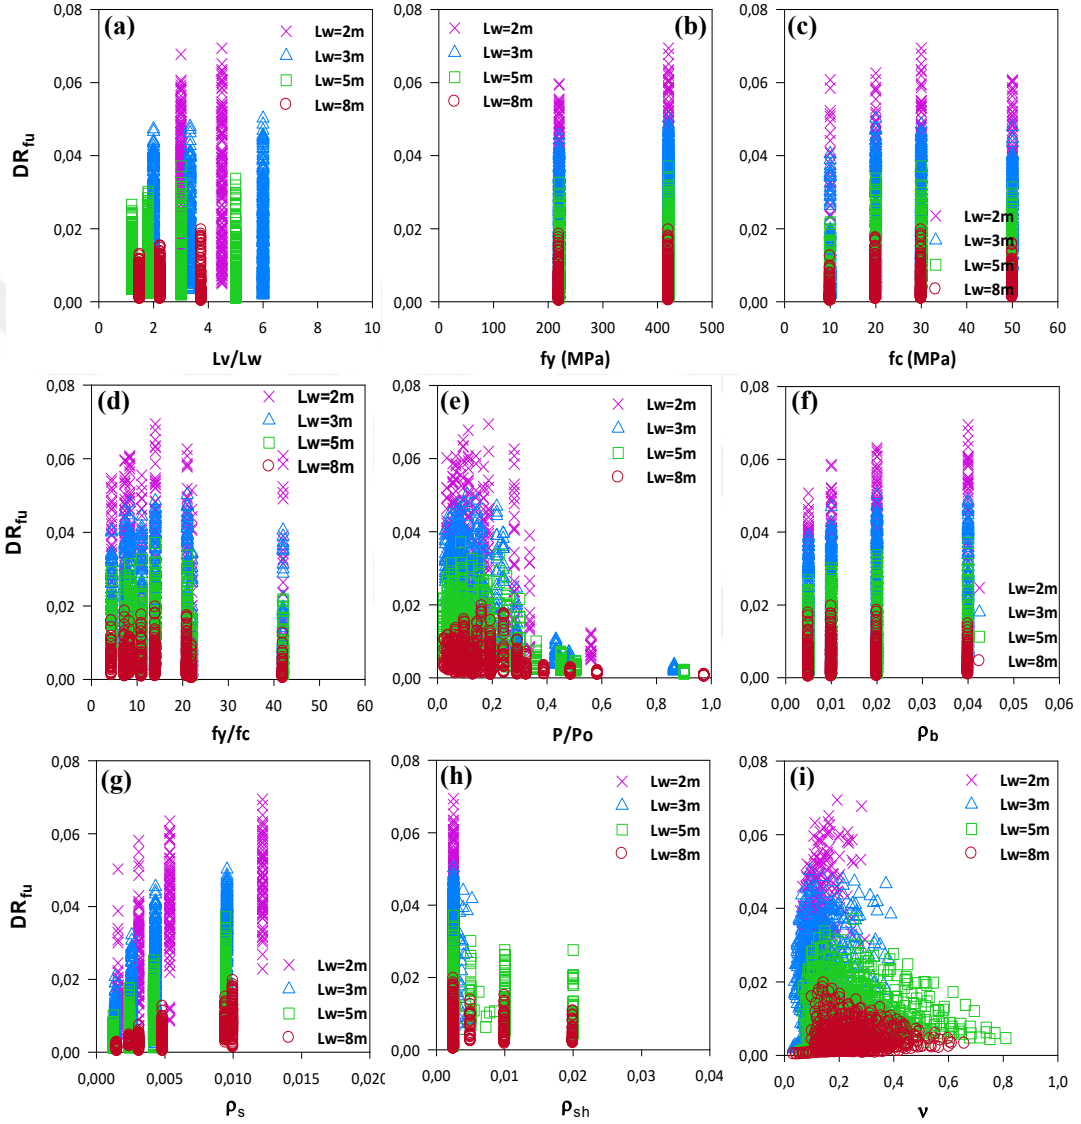 (a)
Lw=2m
Lw=3m
Lw=5m
Lw=8m
0,08
0,06
0,04
0,02
0,00
DR_fu
0 2 4 6 8 10
Lv/Lw
(b)
Lw=2m
Lw=3m
Lw=5m
Lw=8m
0,08
0,06
0,04
0,02
0,00
0 100 200 300 400 500
fy (MPa)
(c)
Lw=2m
Lw=3m
Lw=5m
Lw=8m
0,08
0,06
0,04
0,02
0,00
0 10 20 30 40 50 60
fc (MPa)
(d)
Lw=2m
Lw=3m
Lw=5m
Lw=8m
0,08
0,06
0,04
0,02
0,00
DR_fu
0 10 20 30 40 50 60
fy/fc
(e)
Lw=2m
Lw=3m
Lw=5m
Lw=8m
0,08
0,06
0,04
0,02
0,00
0,0 0,2 0,4 0,6 0,8 1,0
P/Po
(f)
Lw=2m
Lw=3m
Lw=5m
Lw=8m
0,08
0,06
0,04
0,02
0,00
0,00 0,01 0,02 0,03 0,04 0,05 0,06
ρ_b
(g)
Lw=2m
Lw=3m
Lw=5m
Lw=8m
0,08
0,06
0,04
0,02
0,00
DR_fu
0,000 0,005 0,010 0,015 0,020
ρ_s
(h)
Lw=2m
Lw=3m
Lw=5m
Lw=8m
0,08
0,06
0,04
0,02
0,00
0,00 0,01 0,02 0,03 0,04
ρ_sh
(i)
Lw=2m
Lw=3m
Lw=5m
Lw=8m
0,08
0,06
0,04
0,02
0,00
0,0 0,2 0,4 0,6 0,8 1,0
ν